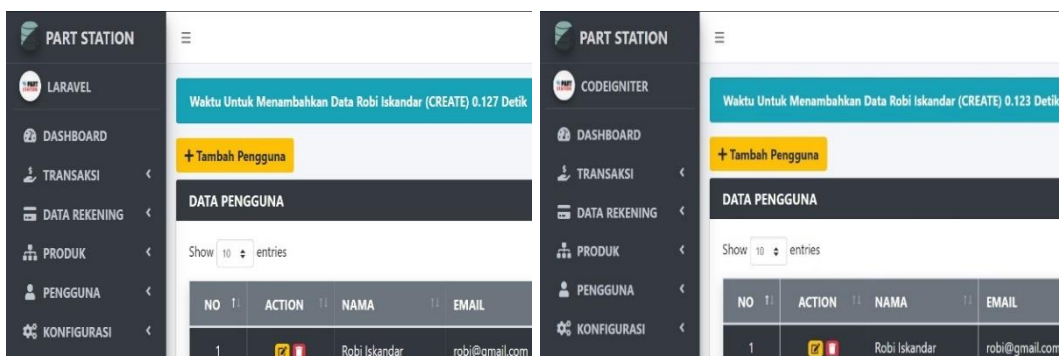 PART STATION
LARAVEL
DASHBOARD
TRANSAKSI
DATA REKENING
PRODUK
PENGGUNA
KONFIGURASI
Waktu Untuk Menambahkan Data Robi Iskandar (CREATE) 0.127 Detik
+ Tambah Pengguna
DATA PENGGUNA
Show 10 entries
NO ACTION NAMA EMAIL
1 Robi Iskandar robi@gmail.com
PART STATION
CODEIGNITER
DASHBOARD
TRANSAKSI
DATA REKENING
PRODUK
PENGGUNA
KONFIGURASI
Waktu Untuk Menambahkan Data Robi Iskandar (CREATE) 0.123 Detik
+ Tambah Pengguna
DATA PENGGUNA
Show 10 entries
NO ACTION NAMA EMAIL
1 Robi Iskandar robi@gmail.com